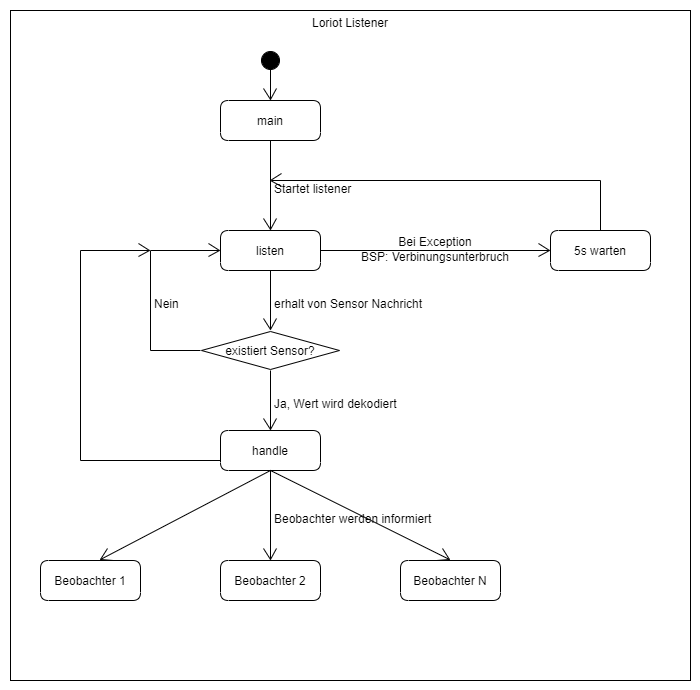 Loriot Listener
main
Startet listener
listen
Bei Exception
BSP: Verbinungsunterbruch
5s warten
Nein
erhalt von Sensor Nachricht
existiert Sensor?
Ja, Wert wird dekodiert
handle
Beobachter werden informiert
Beobachter 1
Beobachter 2
Beobachter N